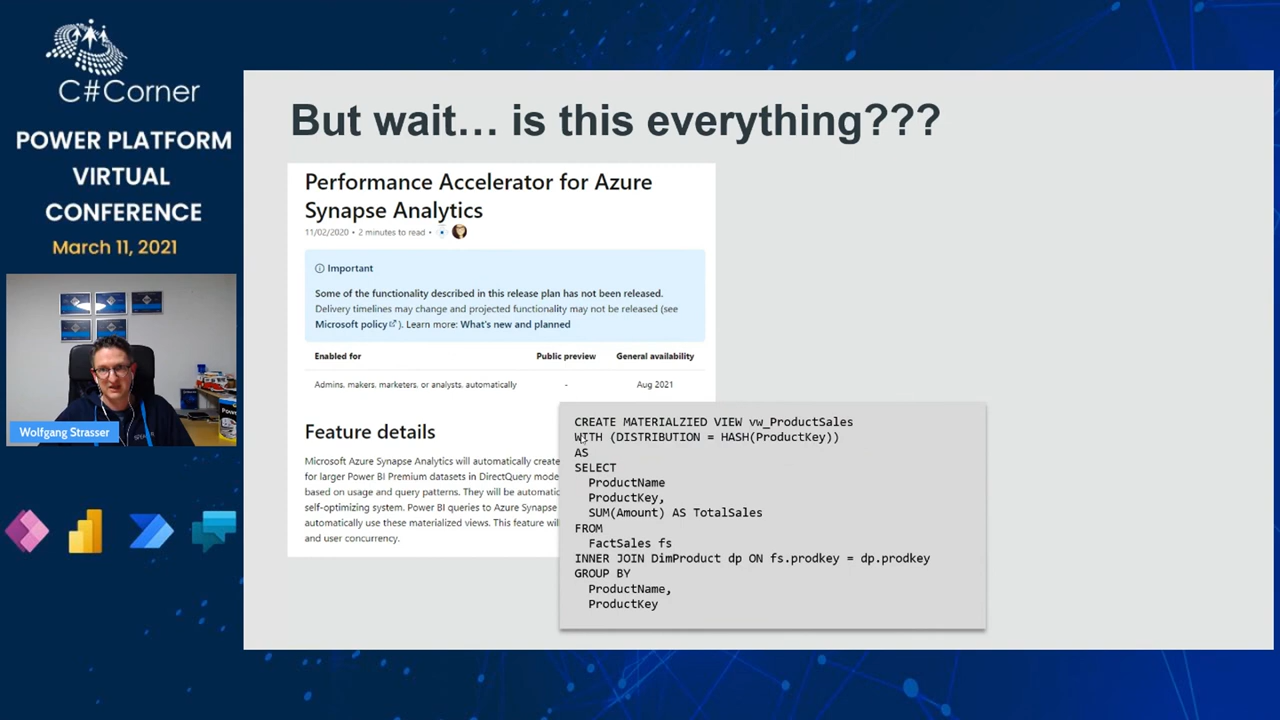 C#Corner
POWER PLATFORM
VIRTUAL
CONFERENCE
March 11, 2021
Wolfgang Strasser
But wait... is this everything???
Performance Accelerator for Azure
Synapse Analytics
11/02/2020 • 2 minutes to read •
Important
Some of the functionality described in this release plan has not been released.
Delivery timelines may change and projected functionality may not be released (see
Microsoft policy). Learn more: What's new and planned
Enabled for Public preview General availability
Admins, makers, marketers, or analysts, automatically - Aug 2021
Feature details
Microsoft Azure Synapse Analytics will automatically create
for larger Power BI Premium datasets in DirectQuery mode
based on usage and query patterns. They will be automatic
self-optimizing system. Power BI queries to Azure Synapse
automatically use these materialized views. This feature wil
and user concurrency.
CREATE MATERIALZIED VIEW vw_ProductSales
WITH (DISTRIBUTION = HASH(ProductKey))
AS
SELECT
ProductName
ProductKey,
SUM(Amount) AS TotalSales
FROM
FactSales fs
INNER JOIN DimProduct dp ON fs.prodkey = dp.prodkey
GROUP BY
ProductName,
ProductKey